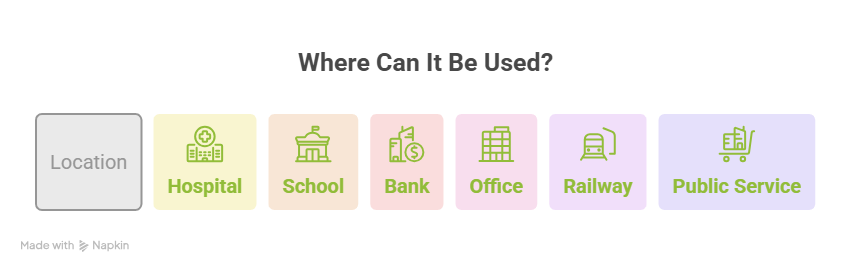 Where Can It Be Used?
Location
Hospital
School
Bank
Office
Railway
Public Service
Made with Napkin